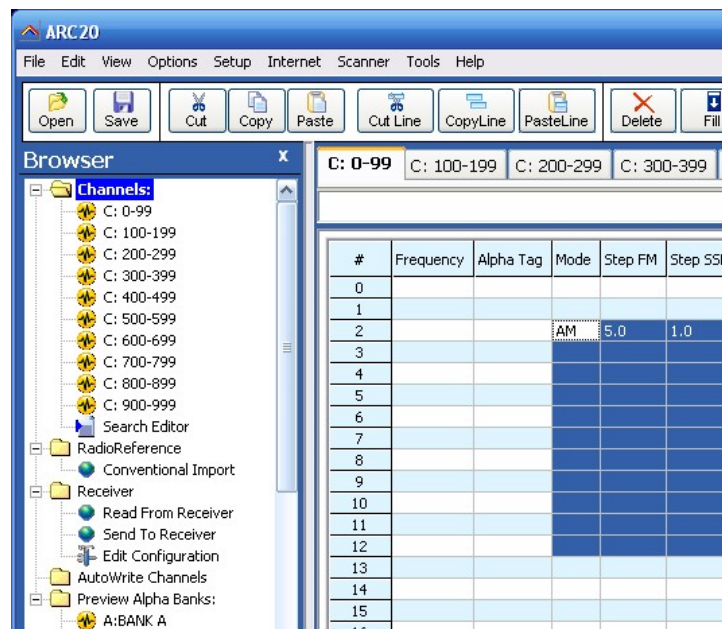 ARC20
File Edit View Options Setup Internet Scanner Tools Help
Open Save Cut Copy Paste Cut Line CopyLine PasteLine Delete Fill
Browser x
C: 0-99 C: 100-199 C: 200-299 C: 300-399
Channels:
C: 0-99
C: 100-199
C: 200-299
C: 300-399
C: 400-499
C: 500-599
C: 600-699
C: 700-799
C: 800-899
C: 900-999
Search Editor
RadioReference
Conventional Import
Receiver
Read From Receiver
Send To Receiver
Edit Configuration
AutoWrite Channels
Preview Alpha Banks:
A:BANK A
# Frequency Alpha Tag Mode Step FM Step
0
1
2 AM 5.0 1.0
3
4
5
6
7
8
9
10
11
12
13
14
15